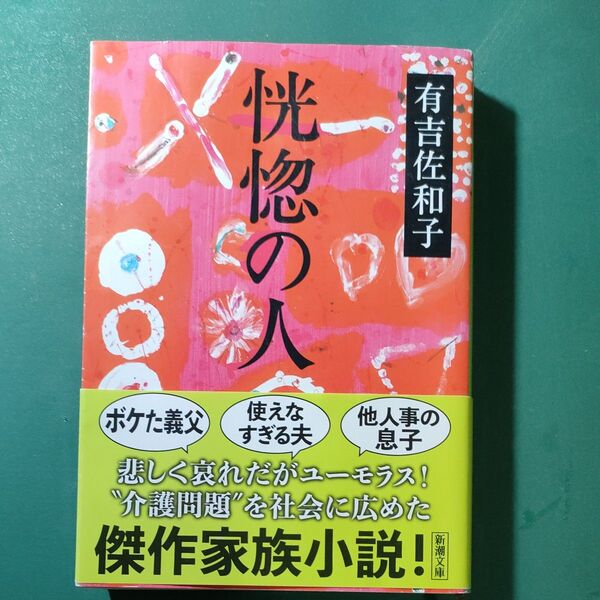 恍惚の人
有吉佐和子
ボケた義父
使えな
すぎる夫
他人事の
息子
悲しく哀れだがユーモラス!
〝介護問題〟を社会に広めた
傑作家族小説!
新潮文庫